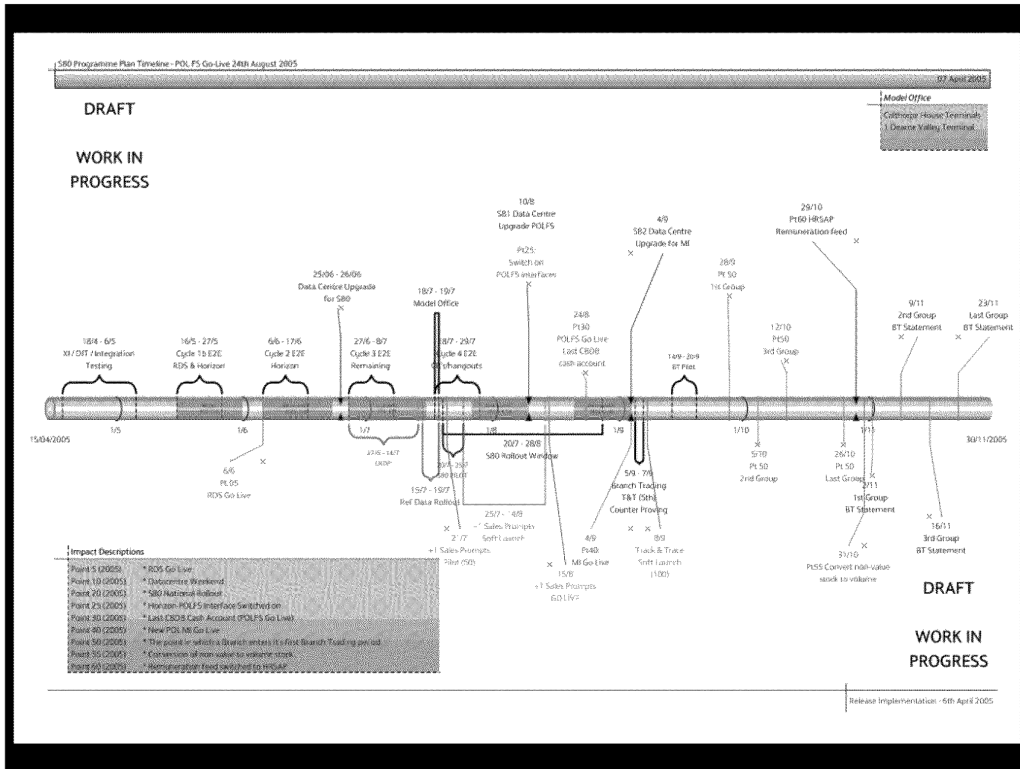 S80 Programme Plan Timeline - POL FS Go-Live 24th August 2005
07 April 2005
DRAFT
WORK IN
PROGRESS
Model Office
Calthorpe House Terminals
1 Dearne Valley Terminal
10/8
S81 Data Centre
Upgrade POLFS
Pt25:
Switch on
POLFS interfaces
4/9
S82 Data Centre
Upgrade for MI
29/10
Pt60 HRSAP
Remuneration feed
25/06 - 26/06
Data Centre Upgrade
for S80
18/7 - 19/7
Model Office
28/9
Pt 50
1st Group
24/8
Pt30
POLFS Go Live
Last CBDB
cash account
12/10
Pt50
3rd Group
9/11
2nd Group
BT Statement
23/11
Last Group
BT Statement
18/4 - 6/5
XI / DIT / Integration
Testing
16/5 - 27/5
Cycle 1b E2E
RDS & Horizon
6/6 - 17/6
Cycle 2 E2E
Horizon
27/6 - 8/7
Cycle 3 E2E
Remaining
18/7 - 29/7
Cycle 4 E2E
/hangouts
BT Pilot
15/04/2005
1/5
1/6
1/7
1/8
1/9
1/10
1/11
30/11/2005
20/7 - 28/8
S80 Rollout Window
6/6
Pt 05
RDS Go Live
15/7 - 19/7
Ref Data Rollout
5/9 - 7/9
Branch Trading
T&T (5th)
Counter Proving
5/10
Pt 50
2nd Group
26/10
Pt 50
Last Group
1st Group
BT Statement
25/7 - 14/8
+1 Sales Prompts
Soft Launch
+1 Sales Prompts
Pilot (50)
4/9
Pt40
MI Go Live
8/9
Track & Trace
Soft Launch
(100)
15/8
+1 Sales Prompts
GO LIVE
16/11
3rd Group
BT Statement
31/10
Pt55 Convert non-value
stock to volume
Impact Descriptions
Point 5 (2005) * RDS Go Live
Point 10 (2005) * Datacentre Weekend
Point 20 (2005) * S80 National Rollout
Point 25 (2005) * Horizon-POLFS Interface Switched on
Point 30 (2005) * Last CBDB Cash Account (POLFS Go Live)
Point 40 (2005) * New POL MI Go Live
Point 50 (2005) * The point in which a Branch enters it's first Branch Trading period
Point 55 (2005) * Conversion of non value to volume stock
Point 60 (2005) * Remuneration feed switched to HRSAP
DRAFT
WORK IN
PROGRESS
Release Implementation - 6th April 2005